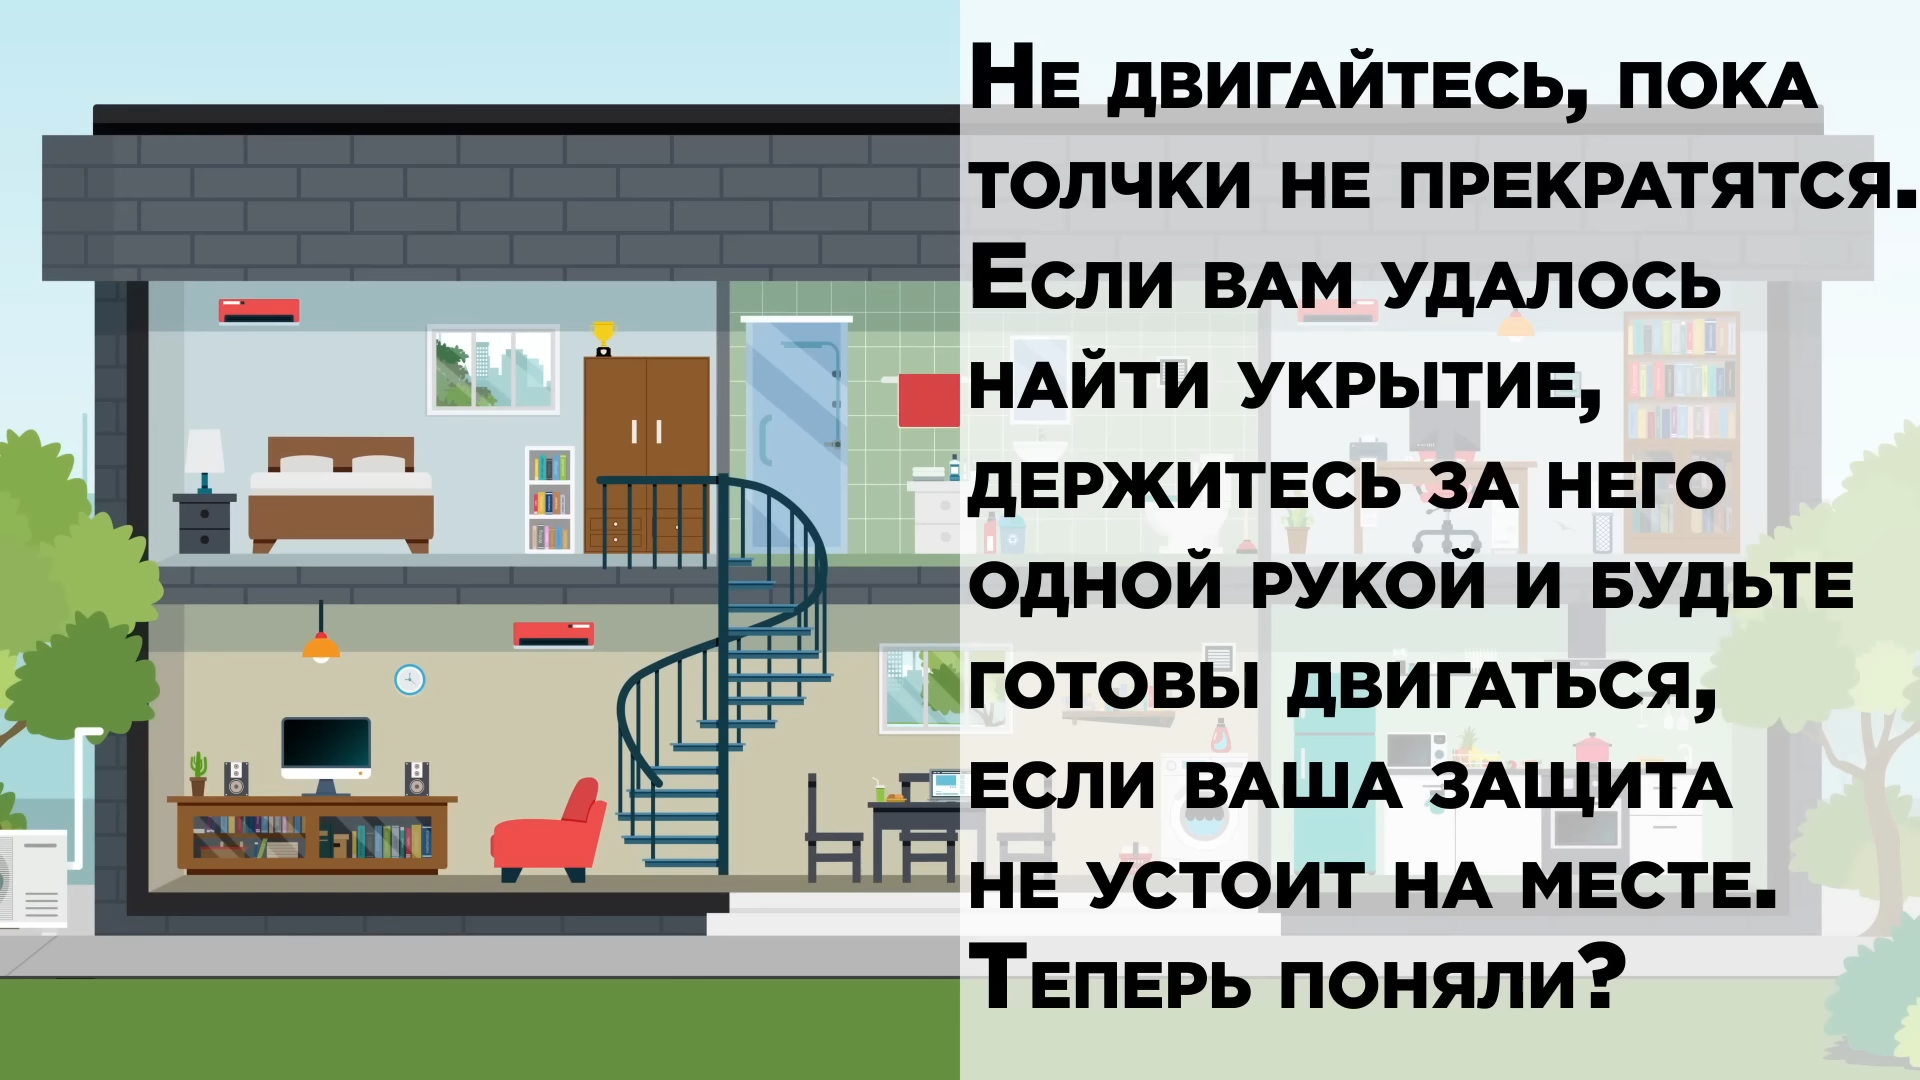 Не двигайтесь, пока
толчки не прекратятся.
Если вам удалось
найти укрытие,
держитесь за него
одной рукой и будьте
готовы двигаться,
если ваша защита
не устоит на месте.
Теперь поняли?